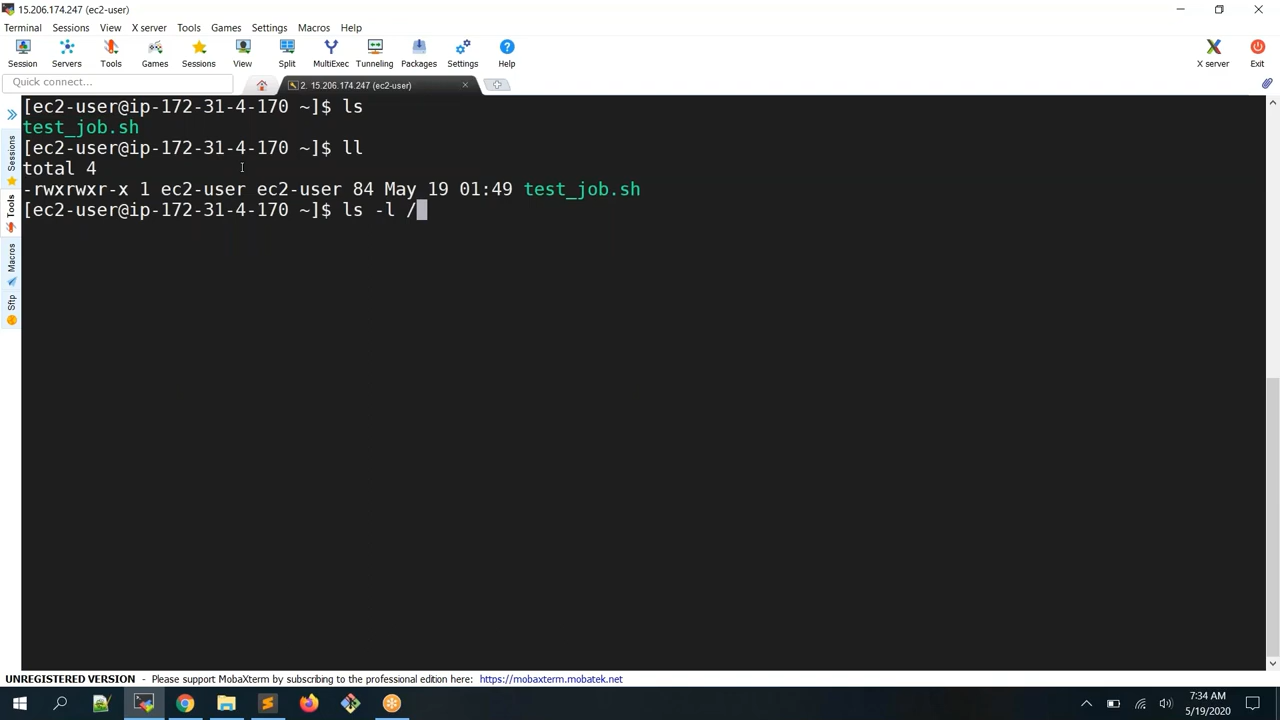 15.206.174.247 (ec2-user)
Terminal Sessions View X server Tools Games Settings Macros Help
Session Servers Tools Games Sessions View Split MultiExec Tunneling Packages Settings Help X server Exit
Quick connect...
2. 15.206.174.247 (ec2-user)
Sessions
Tools
Macros
Sftp
[ec2-user@ip-172-31-4-170 ~]$ ls
test_job.sh
[ec2-user@ip-172-31-4-170 ~]$ ll
total 4
-rwxrwxr-x 1 ec2-user ec2-user 84 May 19 01:49 test_job.sh
[ec2-user@ip-172-31-4-170 ~]$ ls -l /
UNREGISTERED VERSION - Please support MobaXterm by subscribing to the professional edition here: https://mobaxterm.mobatek.net
7:34 AM
5/19/2020